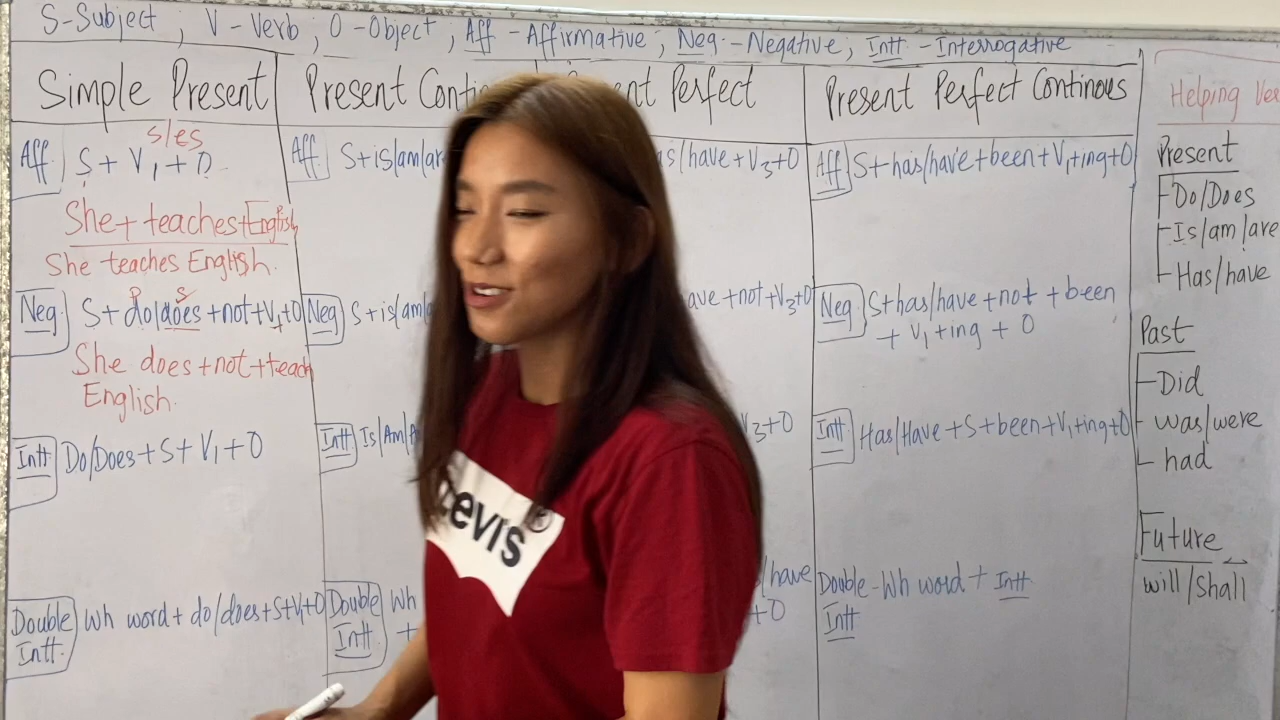 S-Subject, V-Verb, O-Object, Aff-Affirmative, Neg-Negative, Intt-Interrogative
Simple Present
s/es
Aff S+V1+O
She+teaches+English
She teaches English.
P S
Neg S+do/does+not+V1+O
She does+not+teach
English.
Intt Do/Does+S+V1+O
Double Intt. Wh word+do/does+S+V1+O
Present
Aff. S+is/am/
Neg S+is/am/
Intt Is/Am/
Double Intt. Wh
+
Perfect
/have+V3+O
+not+V3+O
V3+O
/have
+O
Present Perfect Continous
Aff S+has/have+been+V1+ing+O
Neg S+has/have+not+been
+V1+ing+O
Intt Has/Have+S+been+V1+ing+O
Double-Wh word+Intt
Intt
Helping
Present
Do/Does
Is/am/are
Has/have
Past
Did
was/were
had
Future
will/shall
Levi's®